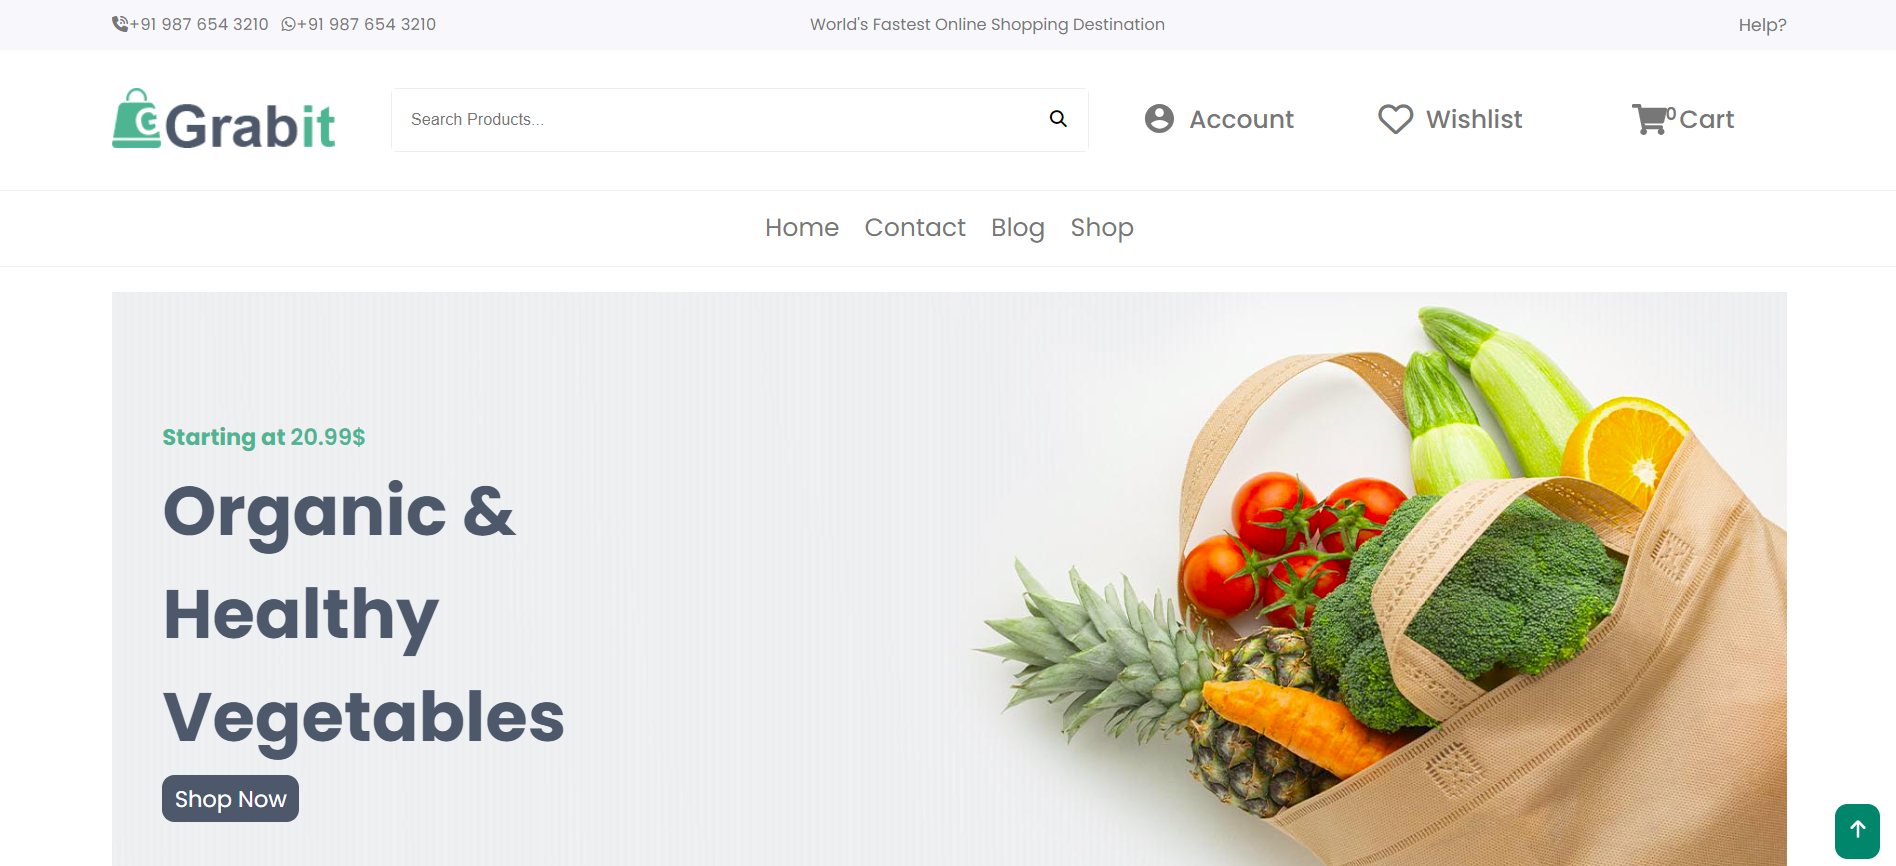 +91 987 654 3210 +91 987 654 3210
World's Fastest Online Shopping Destination
Help?
Grabit
Search Products...
Account
Wishlist
0 Cart
Home Contact Blog Shop
Starting at 20.99$
Organic &
Healthy
Vegetables
Shop Now